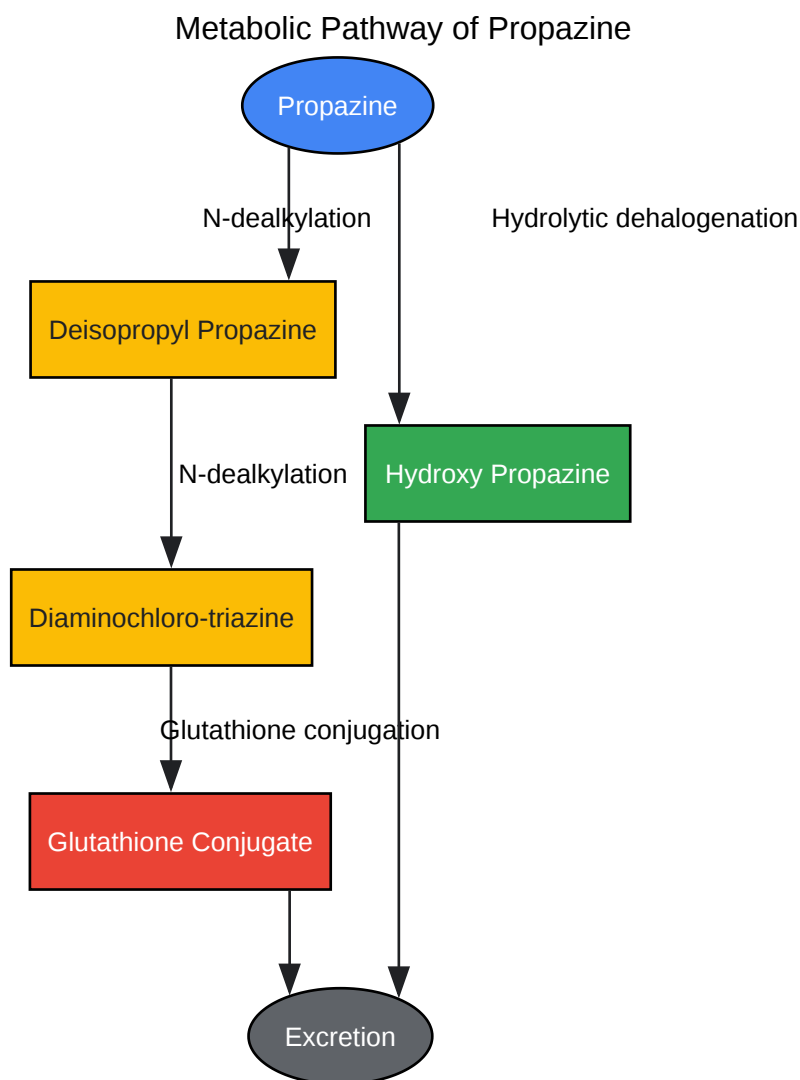 Metabolic Pathway of Propazine
Propazine
N-dealkylation
Hydrolytic dehalogenation
Deisopropyl Propazine
N-dealkylation
Hydroxy Propazine
Diaminochloro-triazine
Glutathione conjugation
Glutathione Conjugate
Excretion